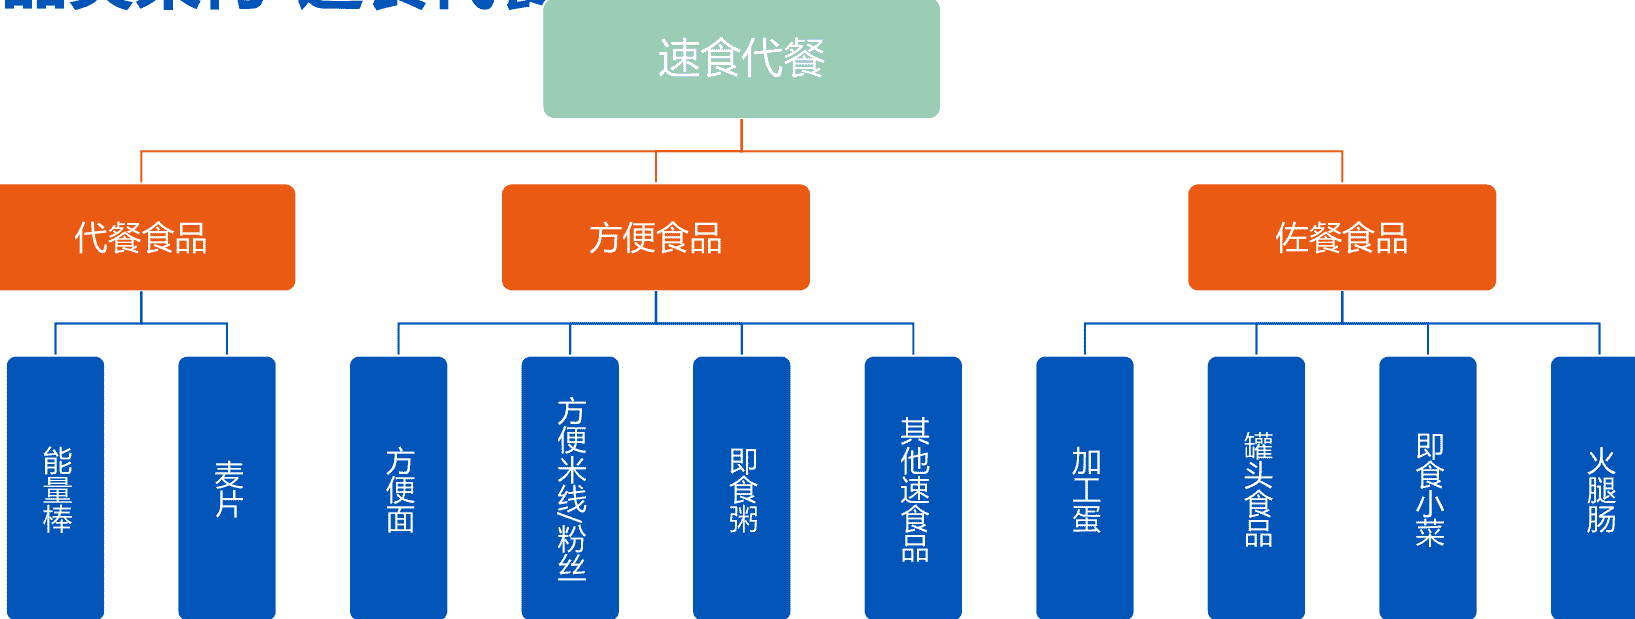 速食代餐
代餐食品
方便食品
佐餐食品
能量棒
麦片
方便面
方便米线/粉丝
即食粥
其他速食品
加工蛋
罐头食品
即食小菜
火腿肠